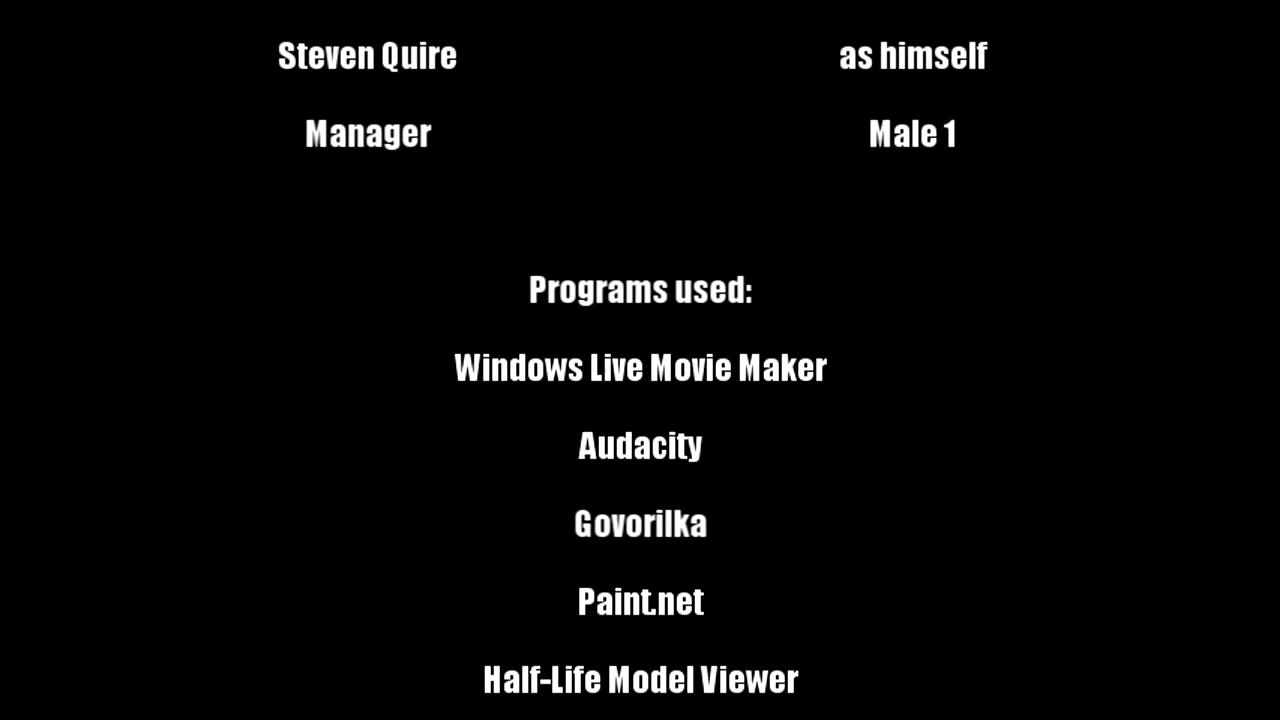 Steven Quire as himself
Manager Male 1
Programs used:
Windows Live Movie Maker
Audacity
Govorilka
Paint.net
Half-Life Model Viewer